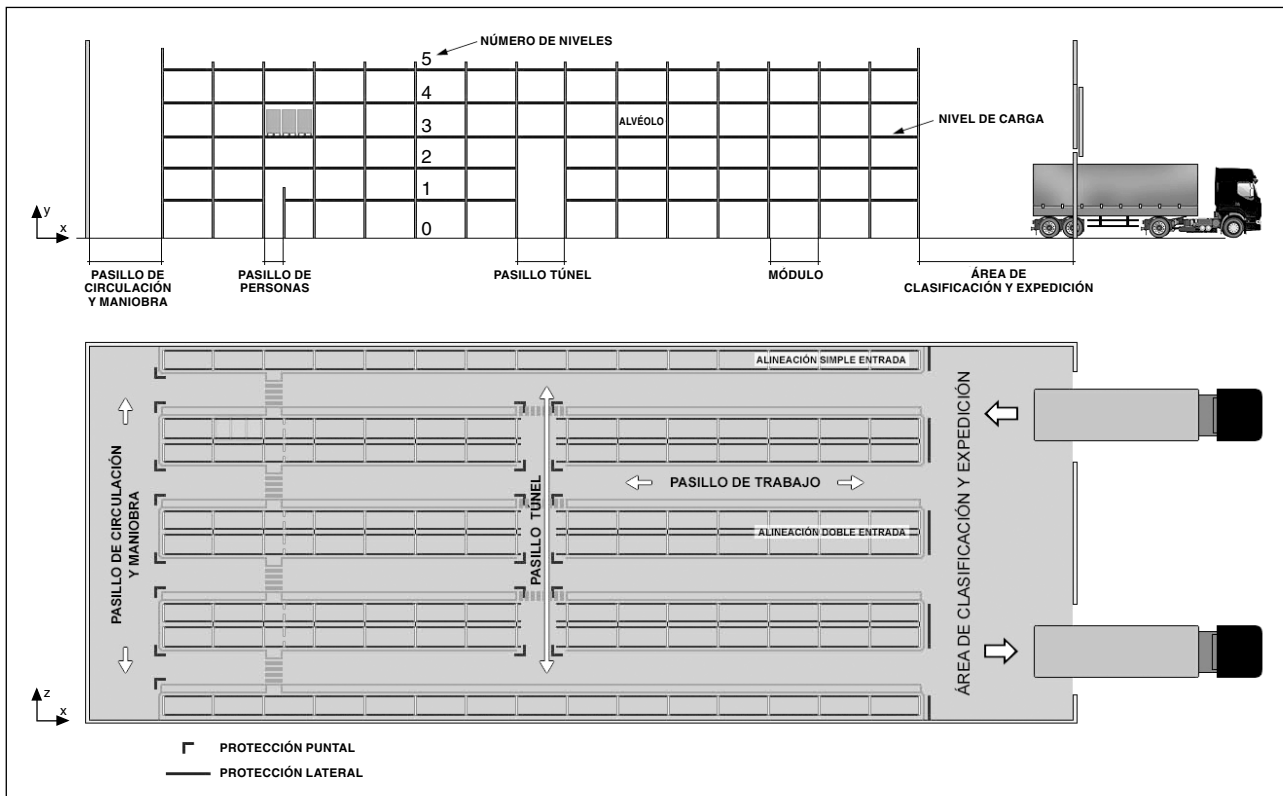 NÚMERO DE NIVELES
5
4
3
2
1
0
ALVÉOLO
NIVEL DE CARGA
y
x
PASILLO DE
CIRCULACIÓN
Y MANIOBRA
PASILLO DE
PERSONAS
PASILLO TÚNEL
MÓDULO
ÁREA DE
CLASIFICACIÓN Y EXPEDICIÓN
ALINEACIÓN SIMPLE ENTRADA
PASILLO DE CIRCULACIÓN
Y MANIOBRA
PASILLO TÚNEL
PASILLO DE TRABAJO
ALINEACIÓN DOBLE ENTRADA
ÁREA DE CLASIFICACIÓN Y EXPEDICIÓN
z
x
PROTECCIÓN PUNTAL
PROTECCIÓN LATERAL